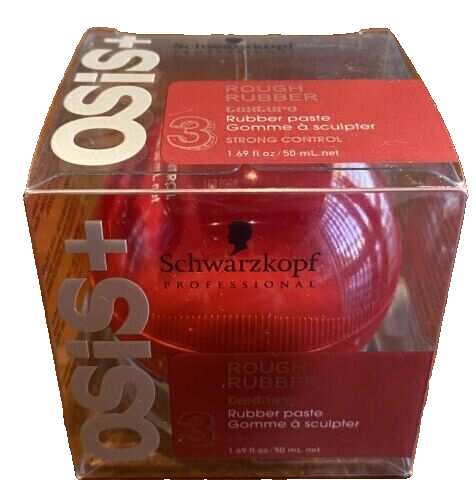 OSiS+
Schwarzkopf
PROFESSIONAL
ROUGH
RUBBER
texture
3
Rubber paste
Gomme à sculpter
STRONG CONTROL
1.69 fl oz / 50 mL net
OSiS+
Schwarzkopf
PROFESSIONAL
ROUGH
RUBBER
texture
3
Rubber paste
Gomme à sculpter
1.69 fl oz / 50 mL net